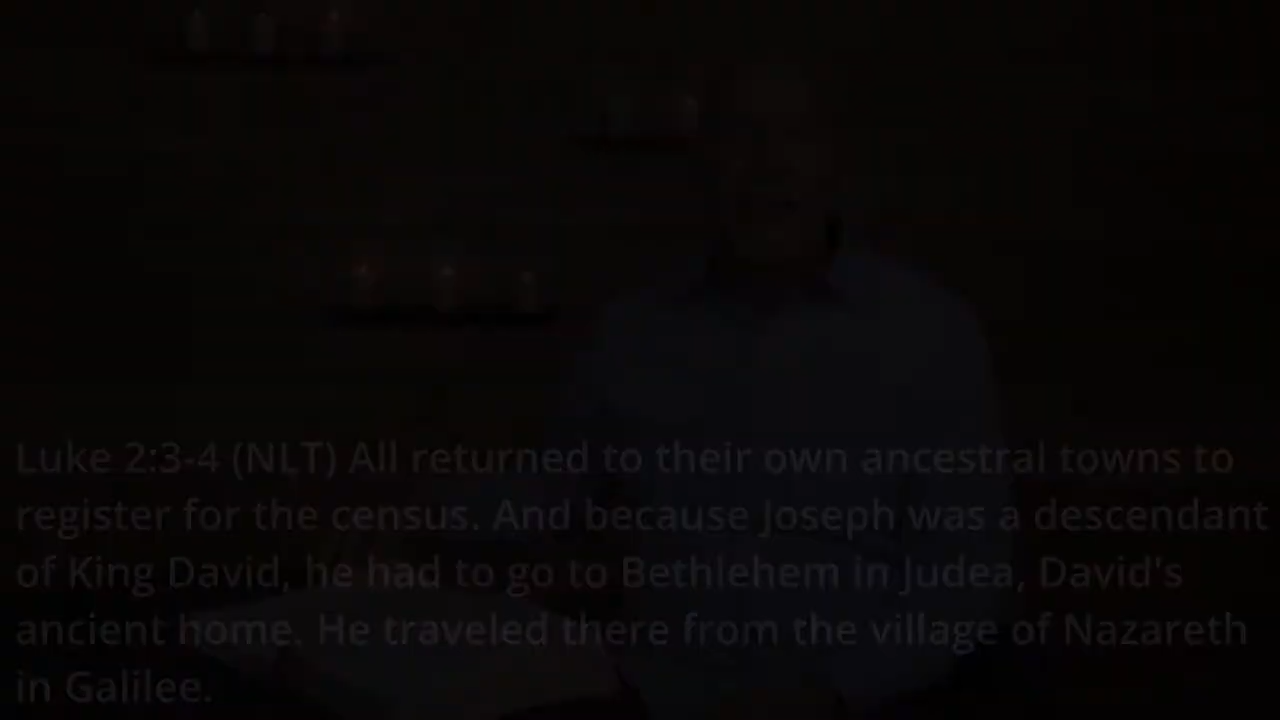 Luke 2:3-4 (NLT) All returned to their own ancestral towns to
register for the census. And because Joseph was a descendant
of King David, he had to go to Bethlehem in Judea, David's
ancient home. He traveled there from the village of Nazareth
in Galilee.